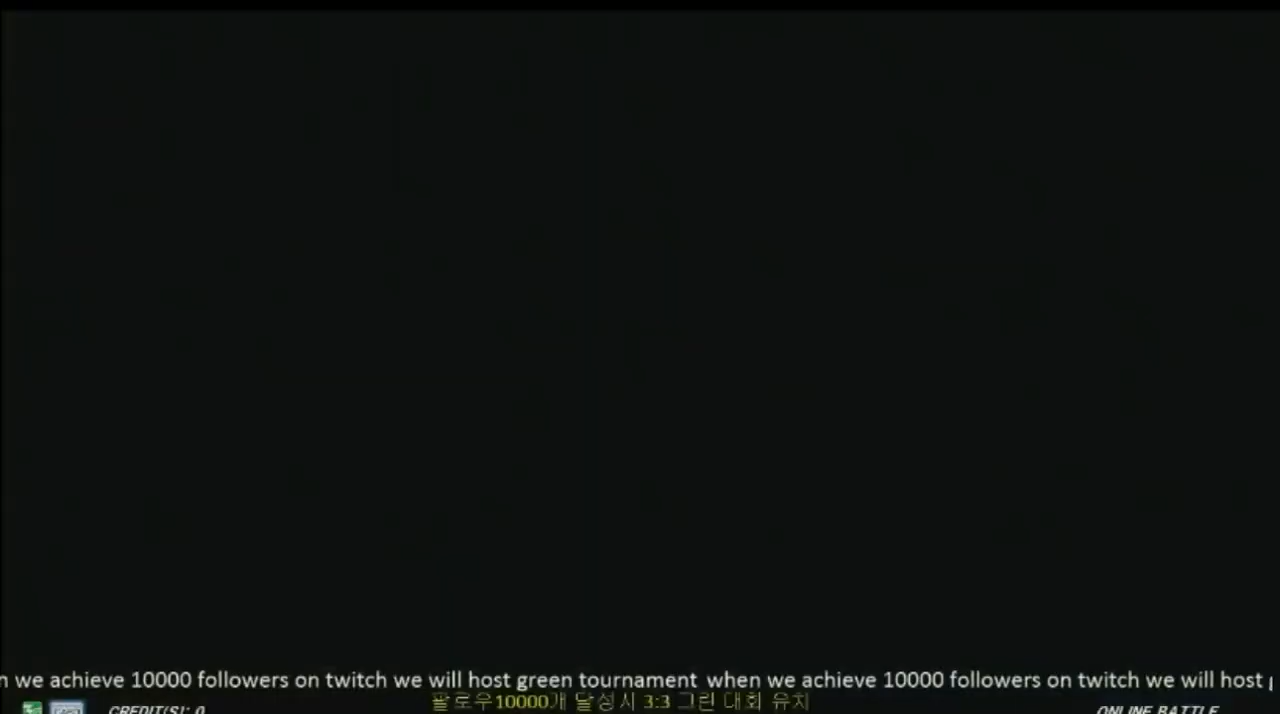 we achieve 10000 followers on twitch we will host green tournament when we achieve 10000 followers on twitch we will host
팔로우10000개 달성시 3:3 그린 대회 유치
CREDIT(S): 0
ONLINE BATTLE